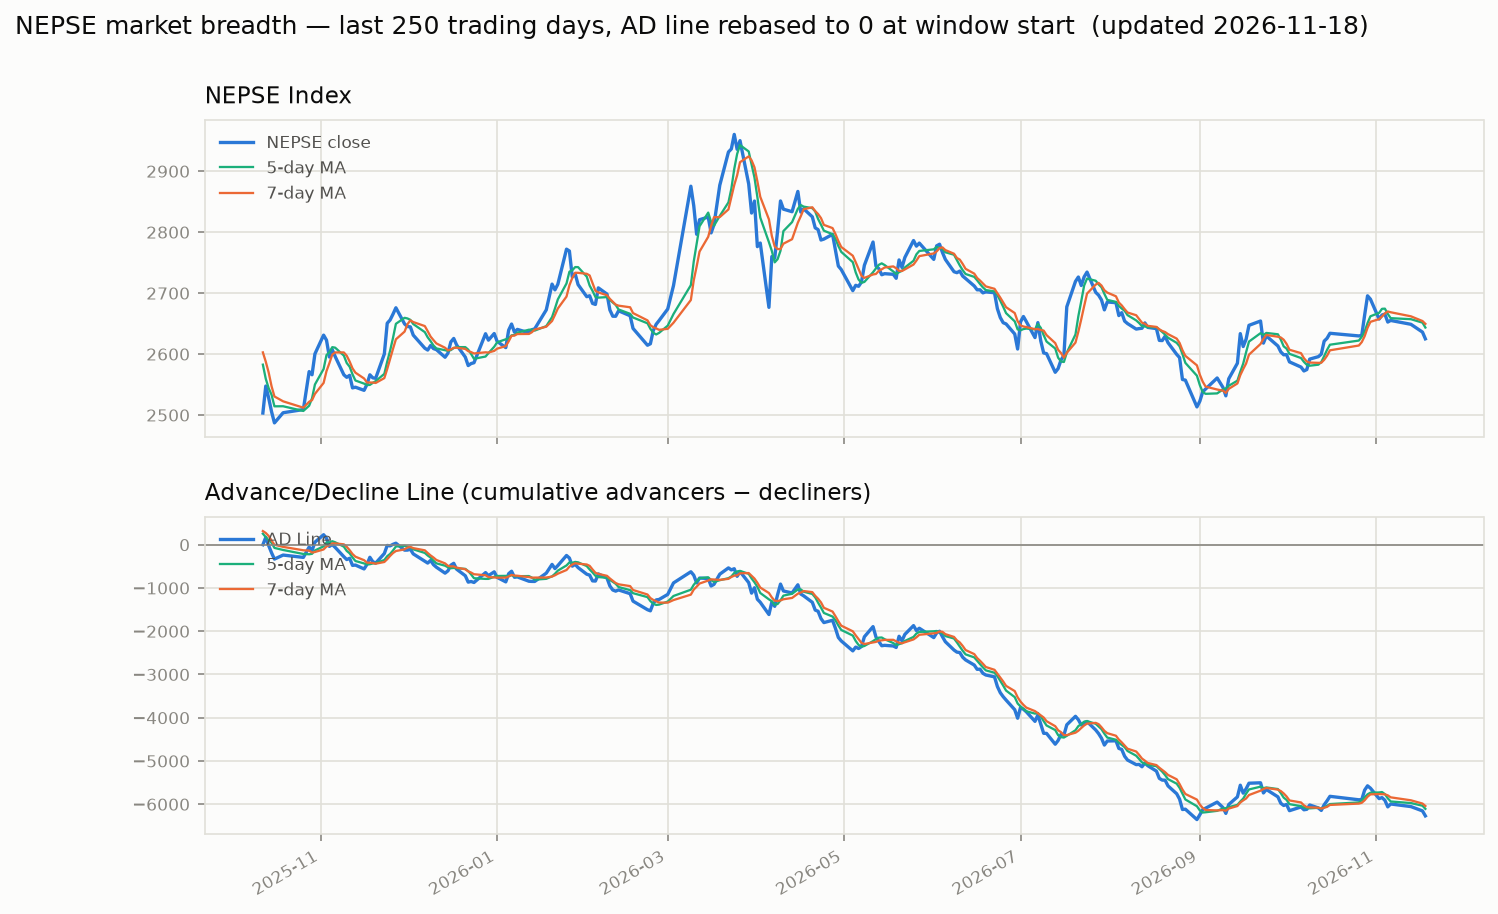 NEPSE market breadth — last 250 trading days, AD line rebased to 0 at window start  (updated 2026-11-18)
NEPSE Index
NEPSE close
5-day MA
7-day MA
2900
2800
2700
2600
2500
Advance/Decline Line (cumulative advancers − decliners)
AD Line
5-day MA
7-day MA
0
−1000
−2000
−3000
−4000
−5000
−6000
2025-11
2026-01
2026-03
2026-05
2026-07
2026-09
2026-11